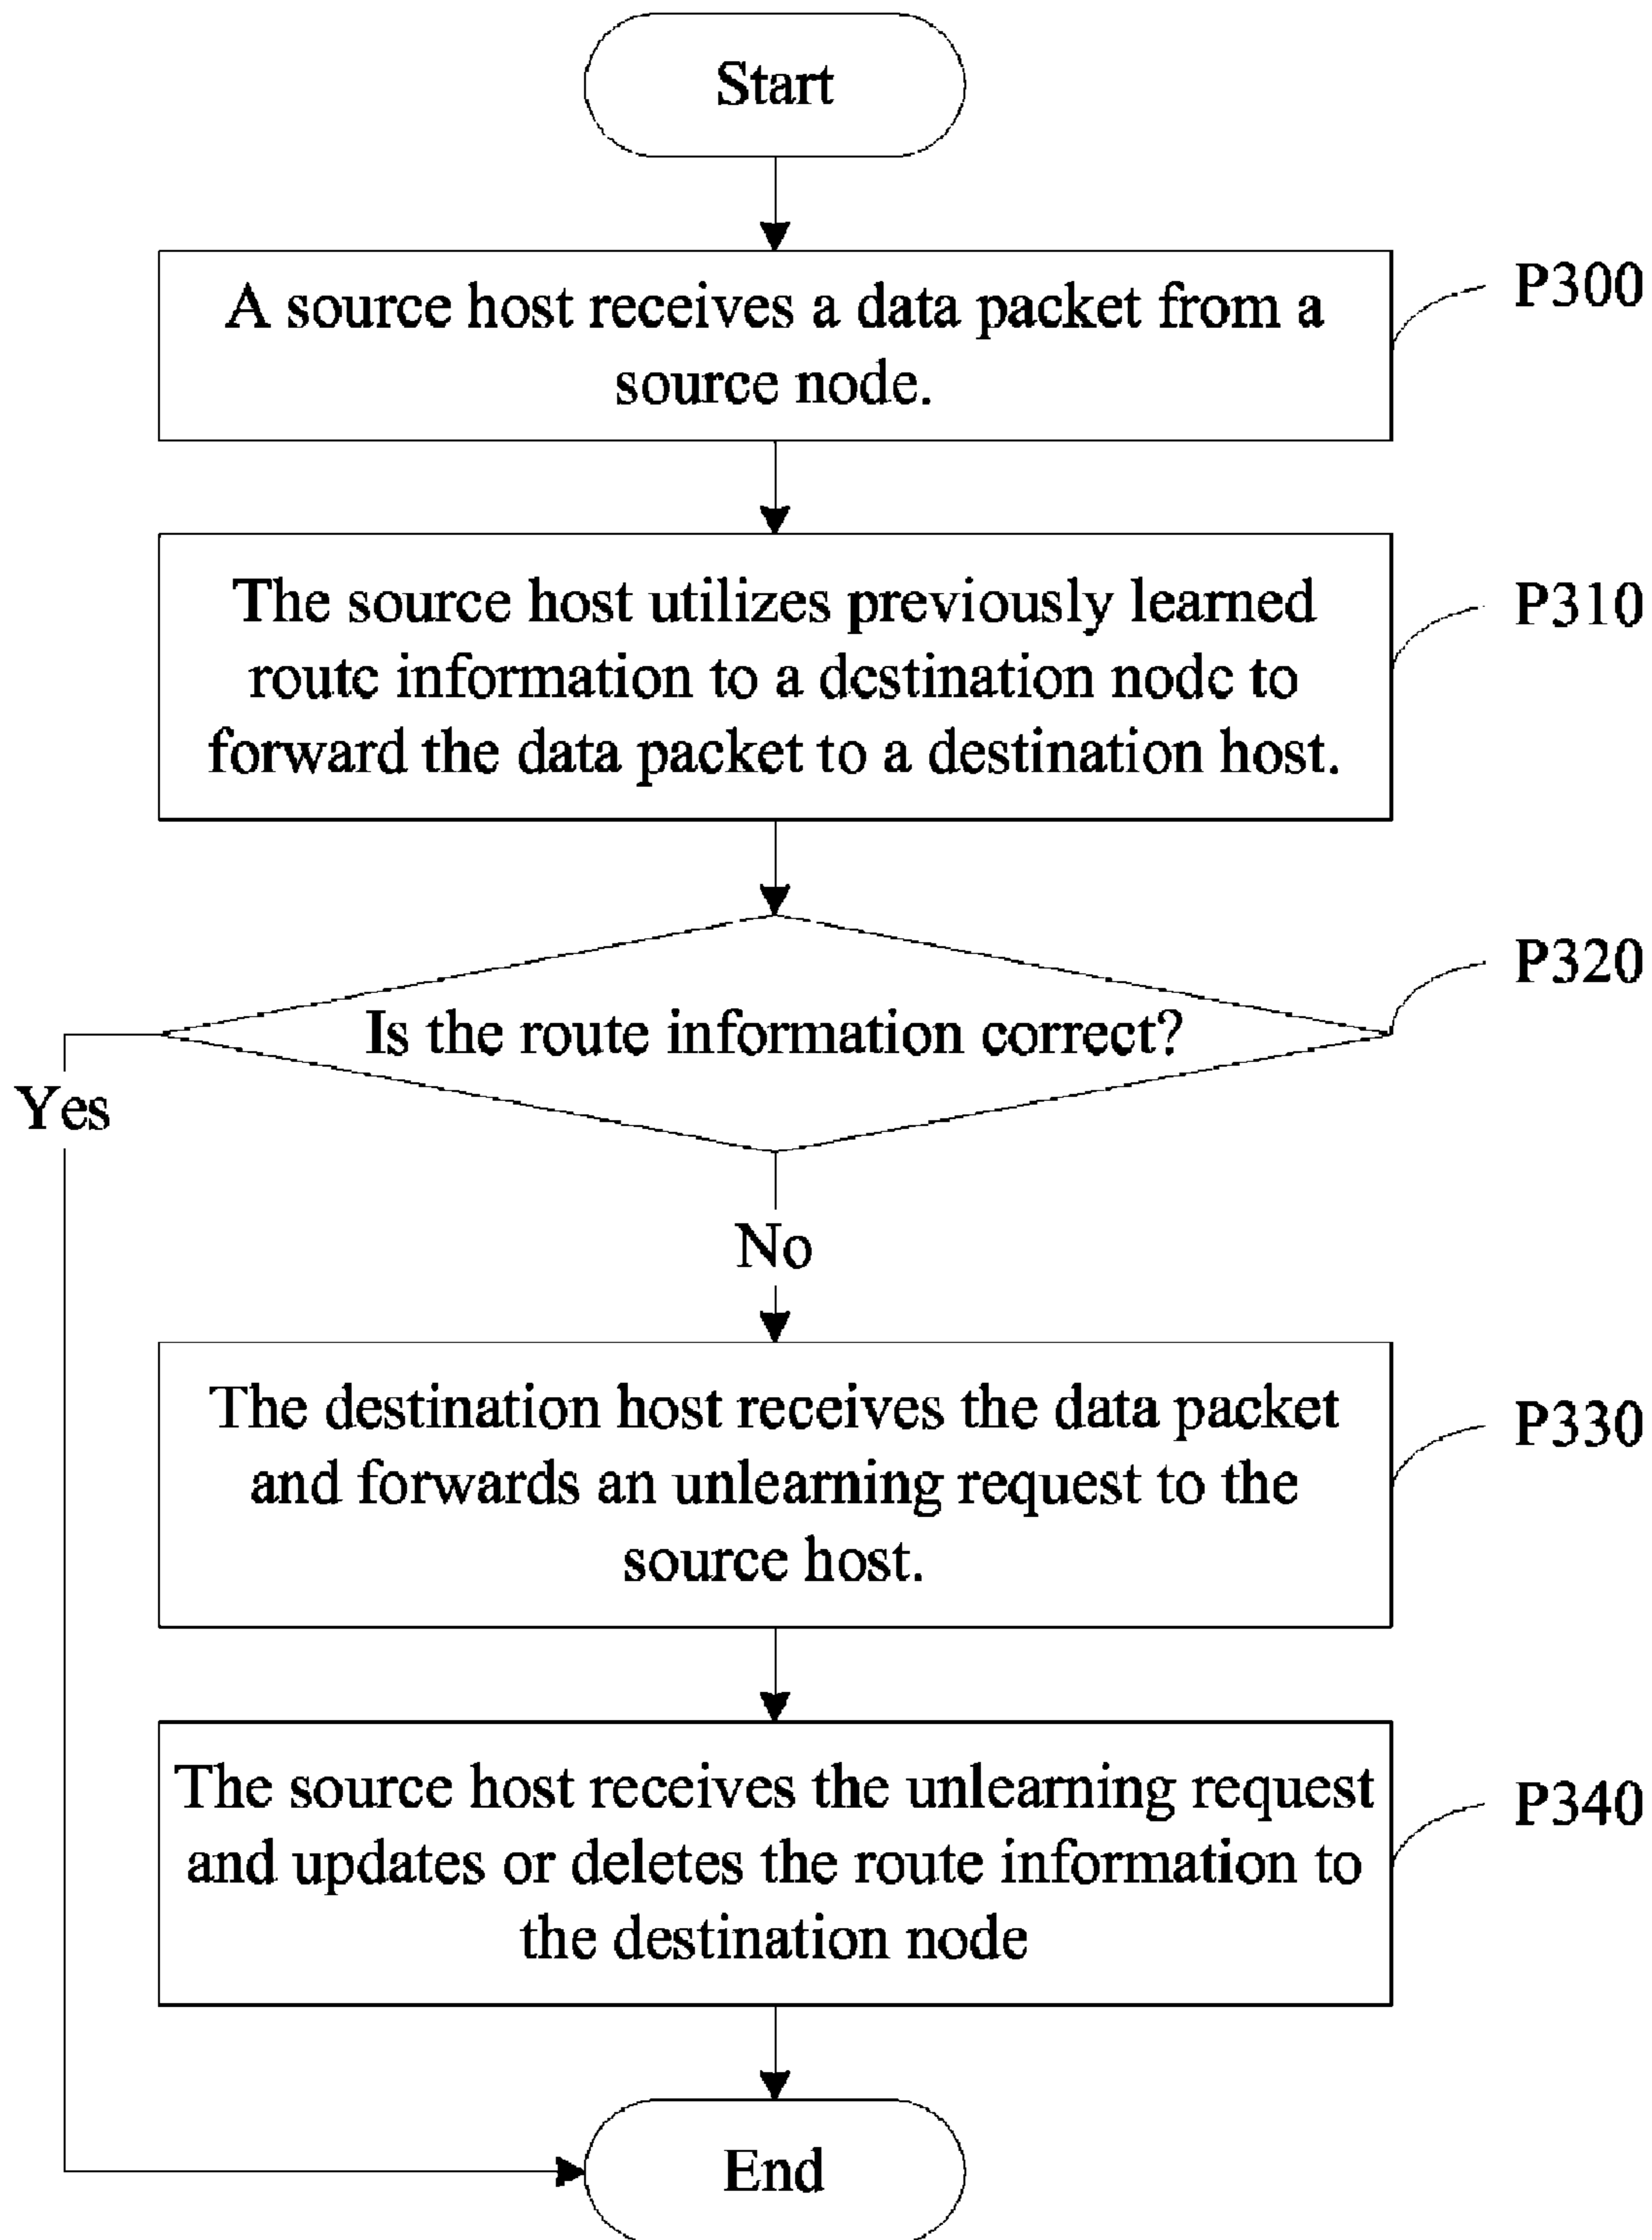 Start
A source host receives a data packet from a
source node.
P300
The source host utilizes previously learned
route information to a destination node to
forward the data packet to a destination host.
P310
Is the route information correct?
P320
Yes
No
The destination host receives the data packet
and forwards an unlearning request to the
source host.
P330
The source host receives the unlearning request
and updates or deletes the route information to
the destination node
P340
End